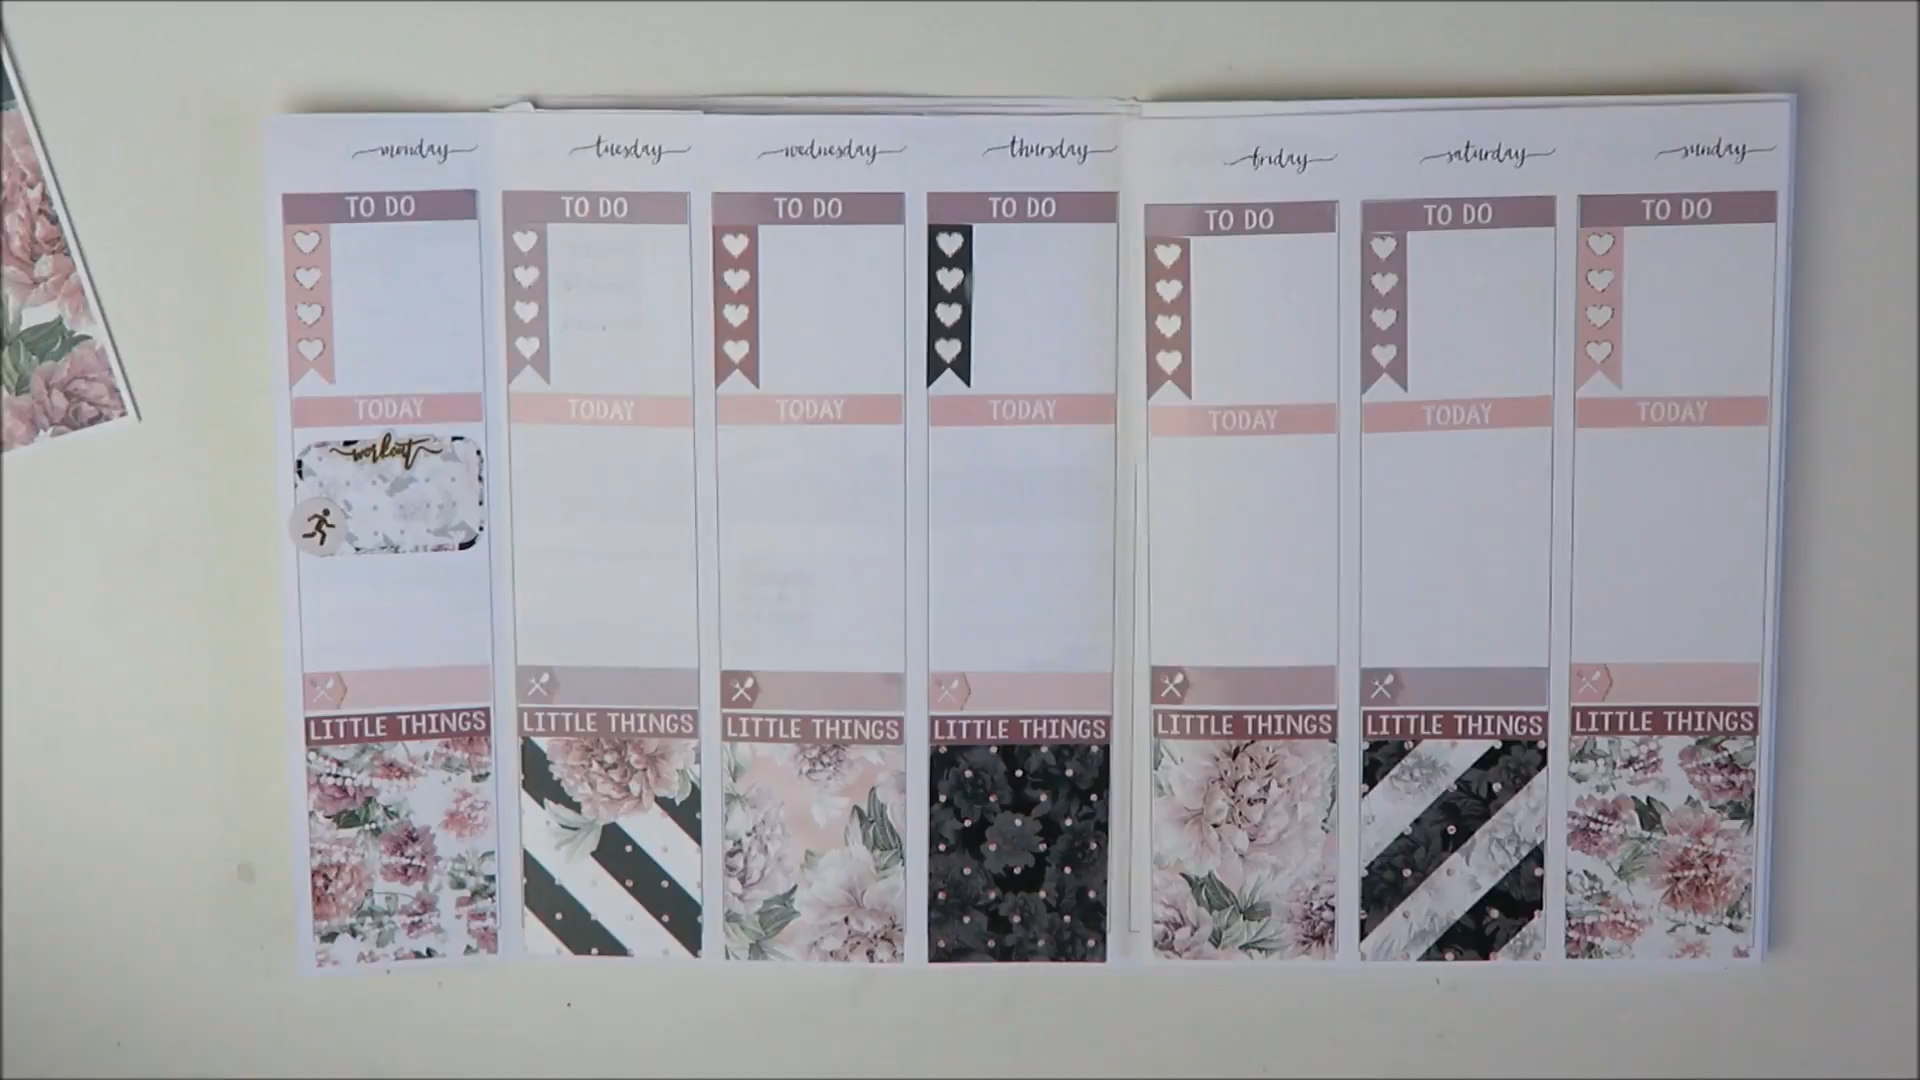 monday tuesday wednesday thursday friday saturday sunday
TO DO TO DO TO DO TO DO TO DO TO DO TO DO
TODAY TODAY TODAY TODAY TODAY TODAY TODAY
workout
LITTLE THINGS LITTLE THINGS LITTLE THINGS LITTLE THINGS LITTLE THINGS LITTLE THINGS LITTLE THINGS